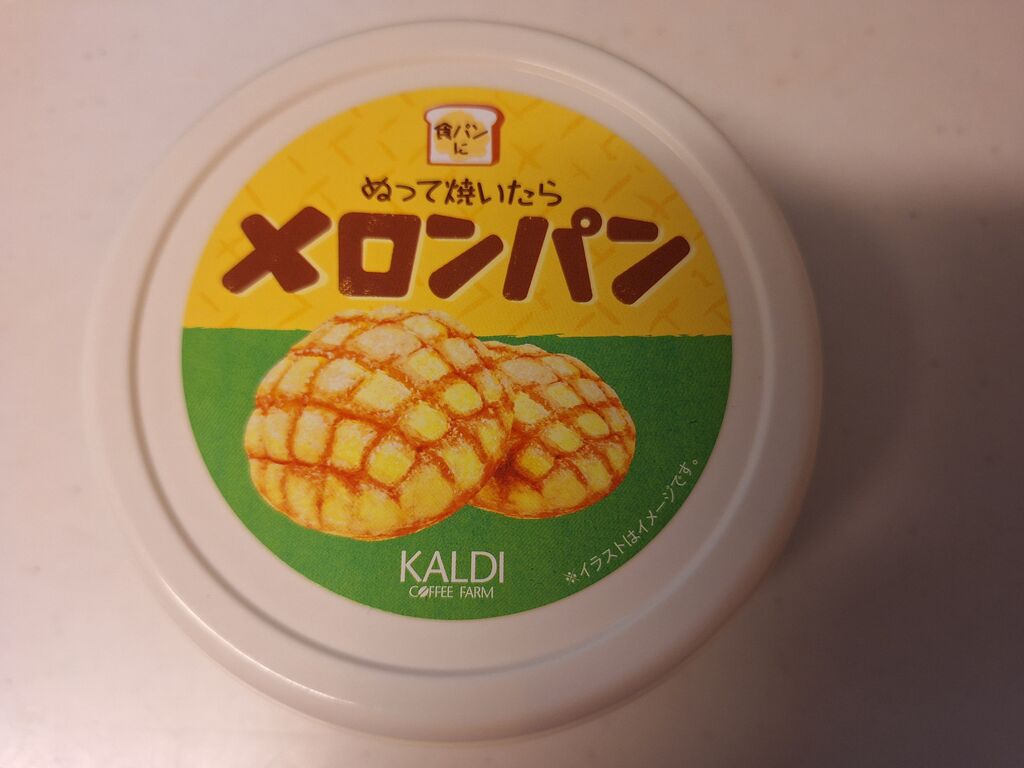 食パン
に
ぬって焼いたら
メロンパン
KALDI
COFFEE FARM
※イラストはイメージです。